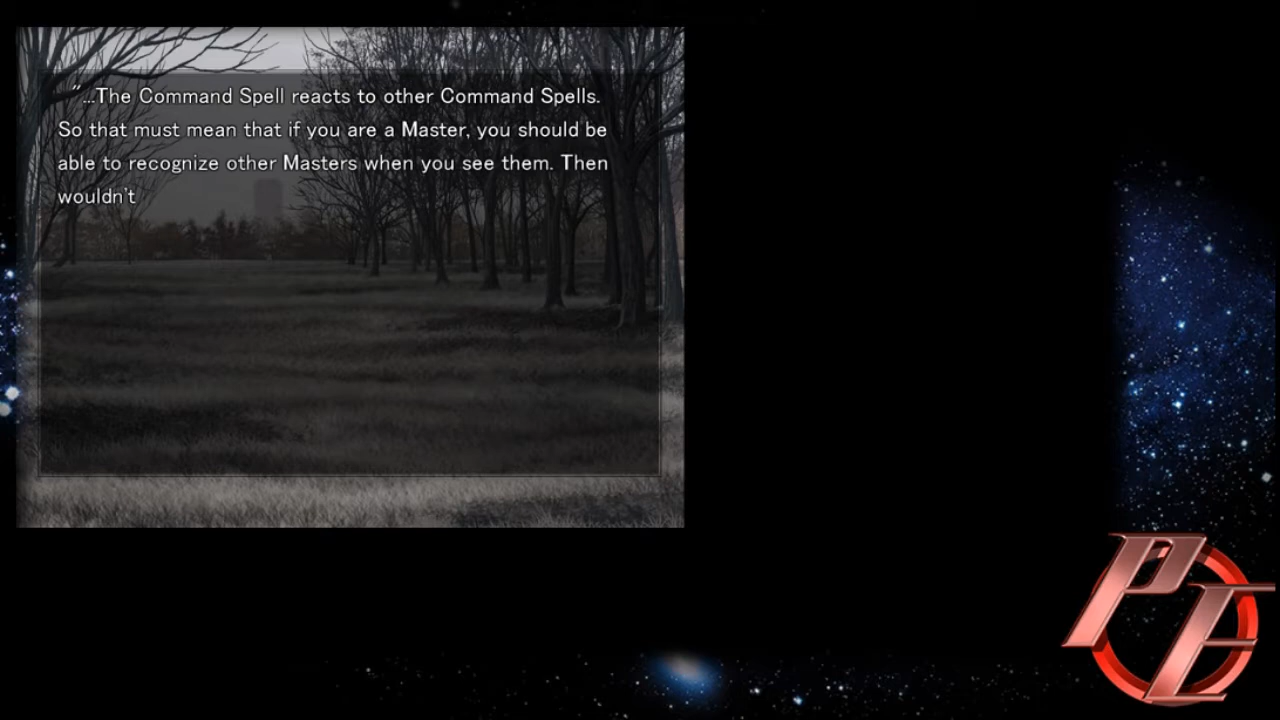 "...The Command Spell reacts to other Command Spells.
So that must mean that if you are a Master, you should be
able to recognize other Masters when you see them. Then
wouldn't
PE